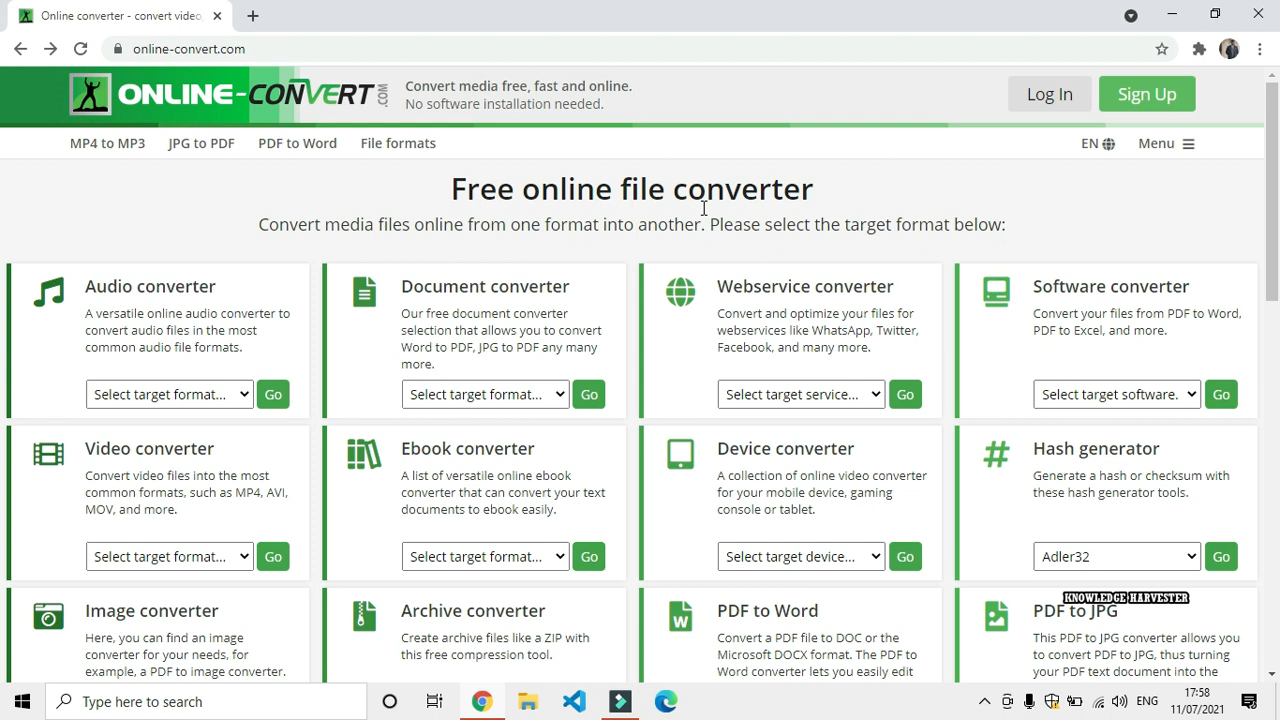 Online converter - convert video,
online-convert.com
ONLINE-CONVERT.COM
Convert media free, fast and online.
No software installation needed.
Log In
Sign Up
MP4 to MP3
JPG to PDF
PDF to Word
File formats
EN
Menu
Free online file converter
Convert media files online from one format into another. Please select the target format below:
Audio converter
A versatile online audio converter to
convert audio files in the most
common audio file formats.
Select target format...
Go
Document converter
Our free document converter
selection that allows you to convert
Word to PDF, JPG to PDF any many
more.
Select target format...
Go
Webservice converter
Convert and optimize your files for
webservices like WhatsApp, Twitter,
Facebook, and many more.
Select target service...
Go
Software converter
Convert your files from PDF to Word,
PDF to Excel, and more.
Select target software.
Go
Video converter
Convert video files into the most
common formats, such as MP4, AVI,
MOV, and more.
Select target format...
Go
Ebook converter
A list of versatile online ebook
converter that can convert your text
documents to ebook easily.
Select target format...
Go
Device converter
A collection of online video converter
for your mobile device, gaming
console or tablet.
Select target device...
Go
Hash generator
Generate a hash or checksum with
these hash generator tools.
Adler32
Go
Image converter
Here, you can find an image
converter for your needs, for
example, a PDF to image converter.
Archive converter
Create archive files like a ZIP with
this free compression tool.
PDF to Word
Convert a PDF file to DOC or the
Microsoft DOCX format. The PDF to
Word converter lets you easily edit
KNOWLEDGE HARVESTER
PDF to JPG
This PDF to JPG converter allows you
to convert PDF to JPG, thus turning
your PDF text document into the
Type here to search
ENG
17:58
11/07/2021